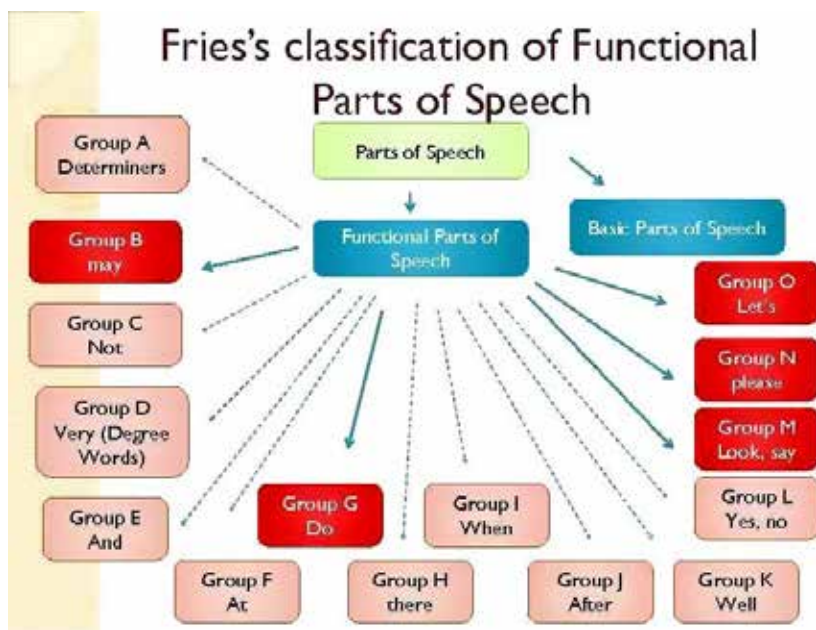 Fries's classification of Functional
Parts of Speech
Group A
Determiners
Parts of Speech
Group B
may
Functional Parts of
Speech
Basic Parts of Speech
Group C
Not
Group O
Let's
Group D
Very (Degree
Words)
Group N
please
Group M
Look, say
Group E
And
Group G
Do
Group I
When
Group L
Yes, no
Group F
At
Group H
there
Group J
After
Group K
Well